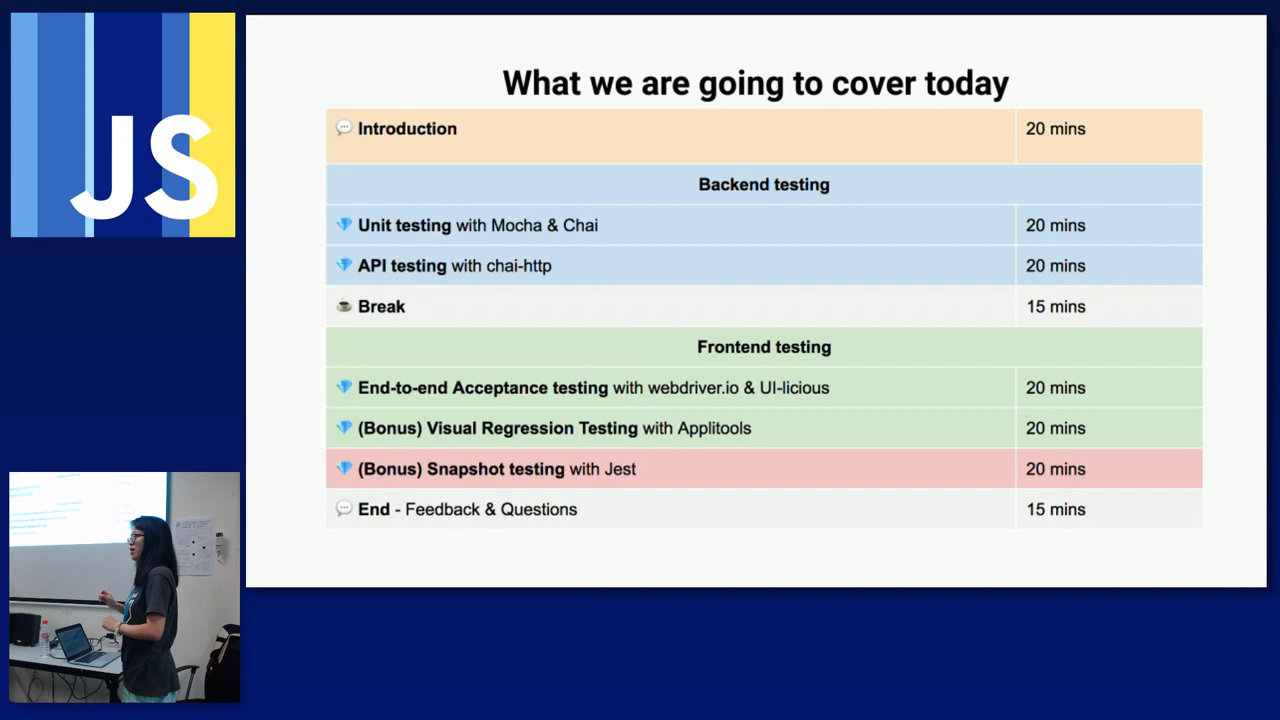 JS
What we are going to cover today
💬 Introduction 20 mins
Backend testing
💎 Unit testing with Mocha & Chai 20 mins
💎 API testing with chai-http 20 mins
☕ Break 15 mins
Frontend testing
💎 End-to-end Acceptance testing with webdriver.io & UI-licious 20 mins
💎 (Bonus) Visual Regression Testing with Applitools 20 mins
💎 (Bonus) Snapshot testing with Jest 20 mins
💬 End - Feedback & Questions 15 mins